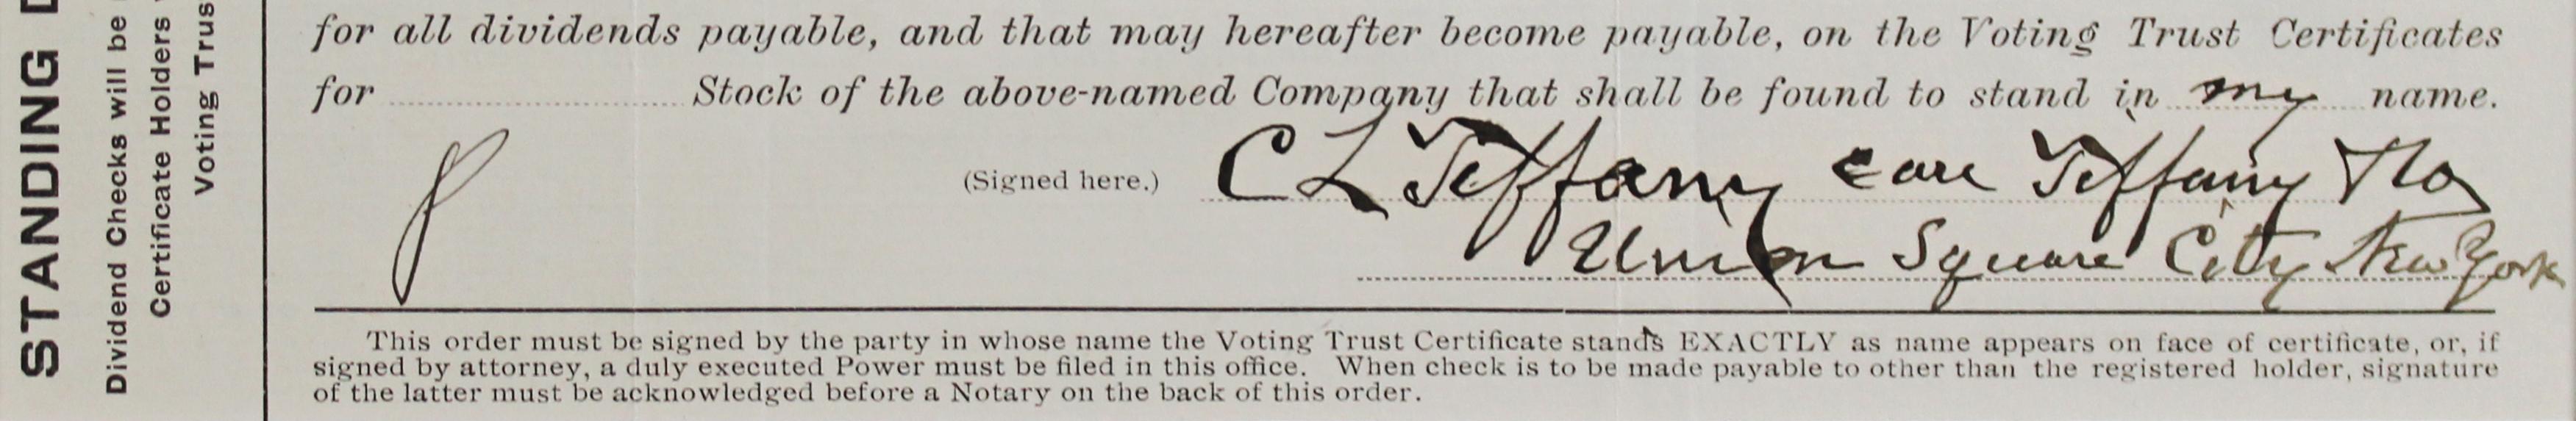 STANDING
Dividend Checks will be
Certificate Holders
Voting Trus
for all dividends payable, and that may hereafter become payable, on the Voting Trust Certificates
for Stock of the above-named Company that shall be found to stand in my name.
(Signed here.) C L Tiffany care Tiffany & Co
Union Square City New York
This order must be signed by the party in whose name the Voting Trust Certificate stands EXACTLY as name appears on face of certificate, or, if
signed by attorney, a duly executed Power must be filed in this office. When check is to be made payable to other than the registered holder, signature
of the latter must be acknowledged before a Notary on the back of this order.